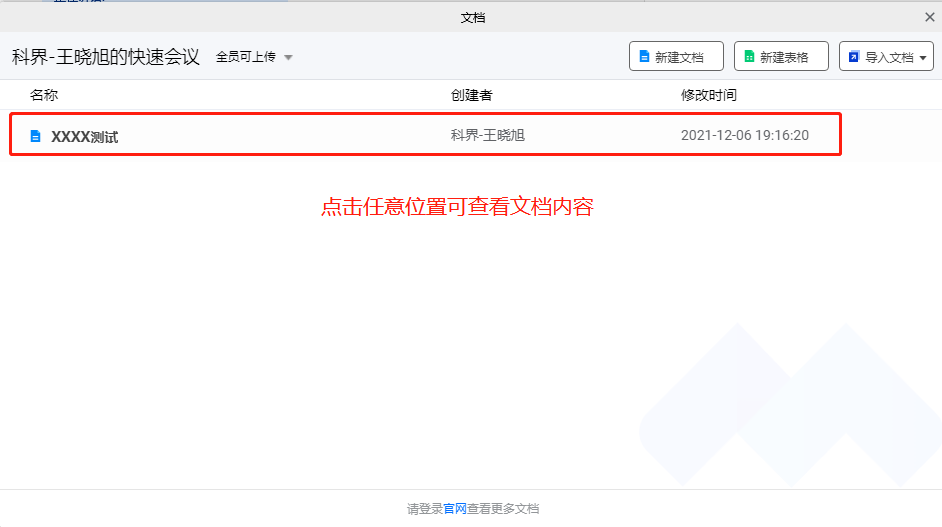 文档
科界-王晓旭的快速会议 全员可上传 新建文档 新建表格 导入文档
名称 创建者 修改时间
XXXX测试 科界-王晓旭 2021-12-06 19:16:20
点击任意位置可查看文档内容
请登录官网查看更多文档